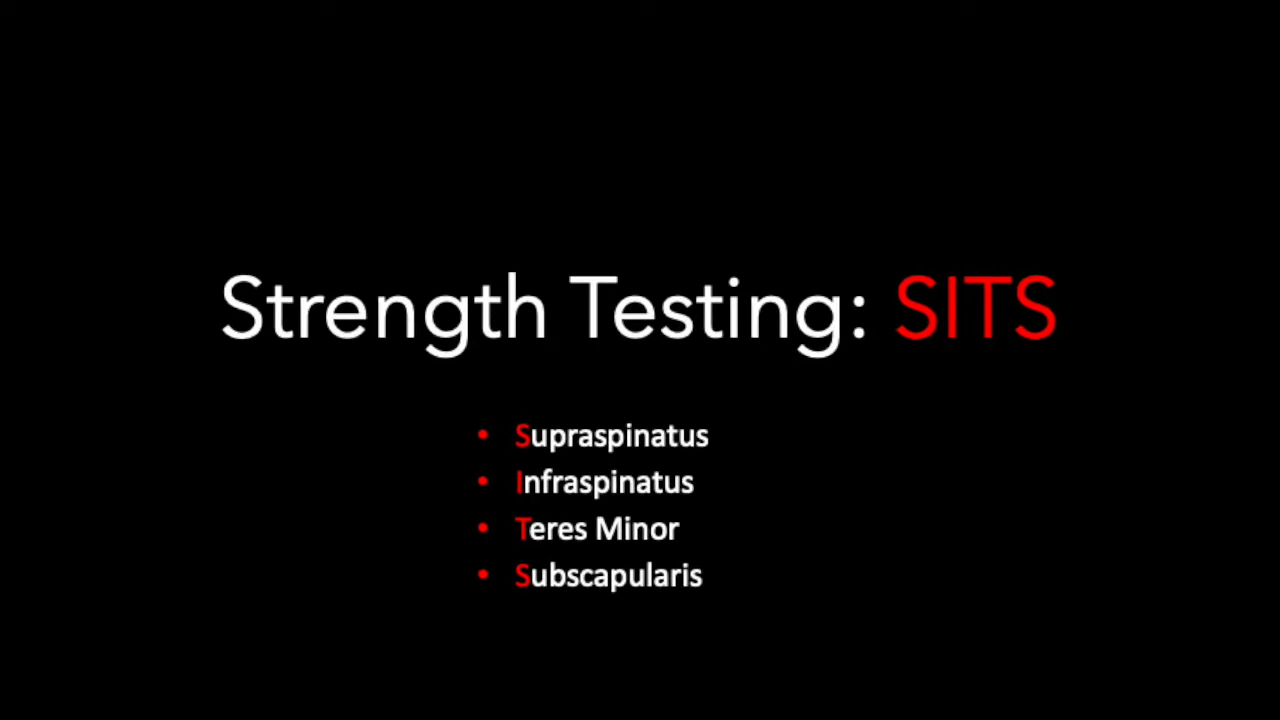 Strength Testing: SITS
• Supraspinatus
• Infraspinatus
• Teres Minor
• Subscapularis